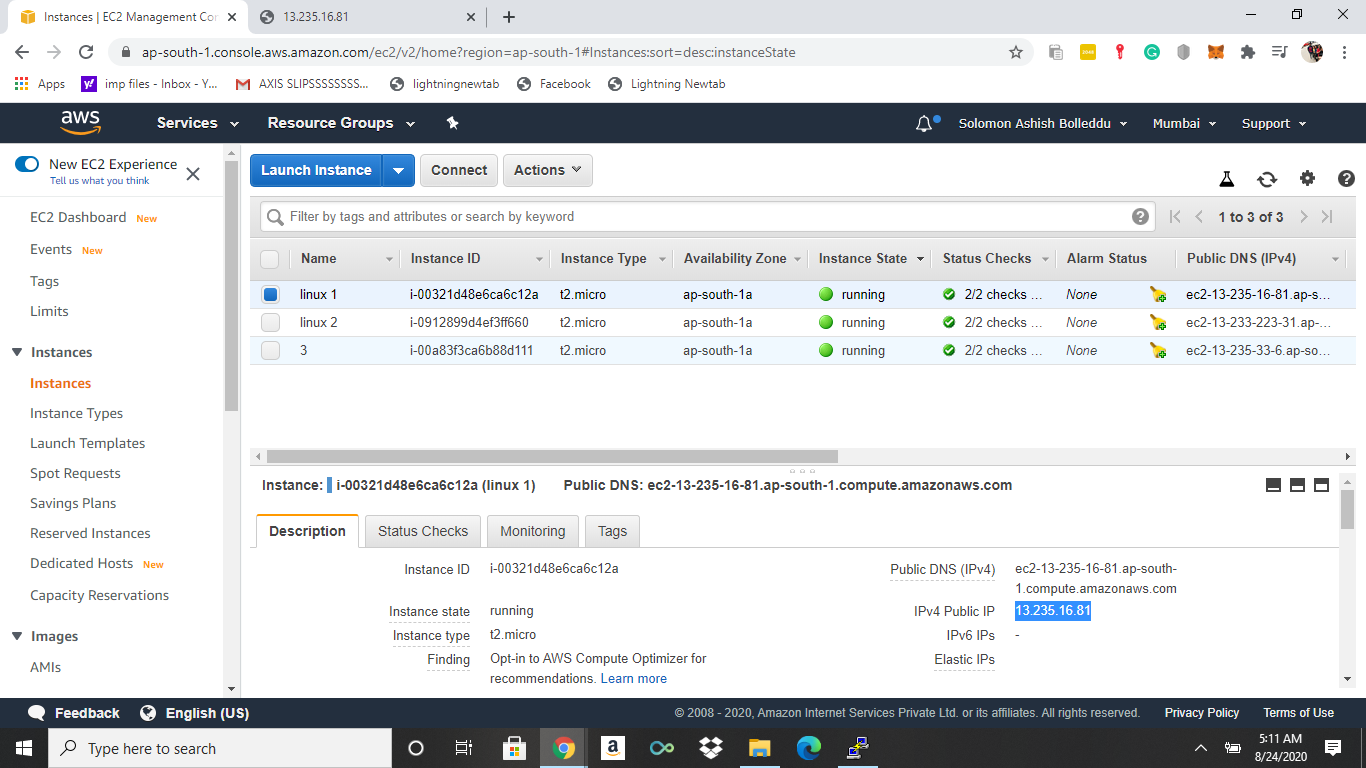 Instances | EC2 Management Con
13.235.16.81
ap-south-1.console.aws.amazon.com/ec2/v2/home?region=ap-south-1#Instances:sort=desc:instanceState
Apps
imp files - Inbox - Y...
AXIS SLIPSSSSSSSS...
lightningnewtab
Facebook
Lightning Newtab
aws
Services
Resource Groups
Solomon Ashish Bolleddu
Mumbai
Support
New EC2 Experience
Tell us what you think
EC2 Dashboard New
Events New
Tags
Limits
Instances
Instances
Instance Types
Launch Templates
Spot Requests
Savings Plans
Reserved Instances
Dedicated Hosts New
Capacity Reservations
Images
AMIs
Launch Instance
Connect
Actions
Filter by tags and attributes or search by keyword
1 to 3 of 3
Name Instance ID Instance Type Availability Zone Instance State Status Checks Alarm Status Public DNS (IPv4)
linux 1 i-00321d48e6ca6c12a t2.micro ap-south-1a running 2/2 checks ... None ec2-13-235-16-81.ap-s...
linux 2 i-0912899d4ef3ff660 t2.micro ap-south-1a running 2/2 checks ... None ec2-13-233-223-31.ap-...
3 i-00a83f3ca6b88d111 t2.micro ap-south-1a running 2/2 checks ... None ec2-13-235-33-6.ap-so...
Instance: i-00321d48e6ca6c12a (linux 1) Public DNS: ec2-13-235-16-81.ap-south-1.compute.amazonaws.com
Description
Status Checks
Monitoring
Tags
Instance ID i-00321d48e6ca6c12a
Instance state running
Instance type t2.micro
Finding Opt-in to AWS Compute Optimizer for
recommendations. Learn more
Public DNS (IPv4) ec2-13-235-16-81.ap-south-
1.compute.amazonaws.com
IPv4 Public IP 13.235.16.81
IPv6 IPs -
Elastic IPs
Feedback
English (US)
© 2008 - 2020, Amazon Internet Services Private Ltd. or its affiliates. All rights reserved.
Privacy Policy
Terms of Use
Type here to search
5:11 AM
8/24/2020